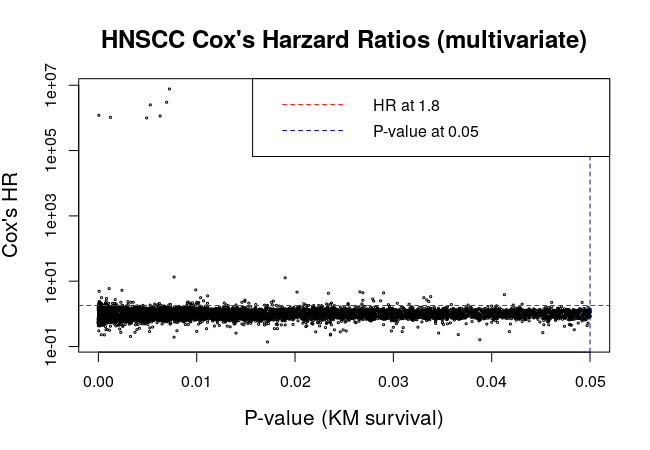 HNSCC Cox's Harzard Ratios (multivariate)
HR at 1.8
P-value at 0.05
Cox's HR
1e+07
1e+05
1e+03
1e+01
1e-01
0.00 0.01 0.02 0.03 0.04 0.05
P-value (KM survival)